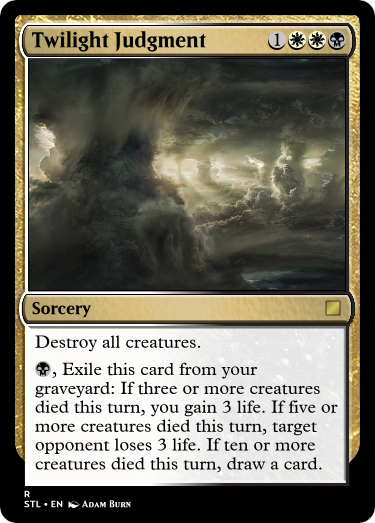 Twilight Judgment 1
Sorcery
Destroy all creatures.
, Exile this card from your
graveyard: If three or more creatures
died this turn, you gain 3 life. If five or
more creatures died this turn, target
opponent loses 3 life. If ten or more
creatures died this turn, draw a card.
R
STL • EN Adam Burn